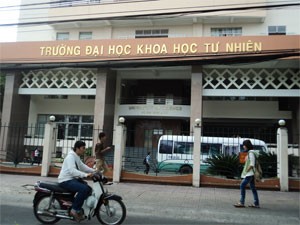 TRƯỜNG ĐẠI HỌC KHOA HỌC TỰ NHIÊN